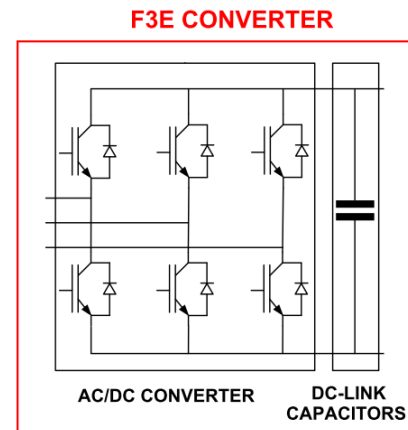 F3E CONVERTER
AC/DC CONVERTER
DC-LINK
CAPACITORS